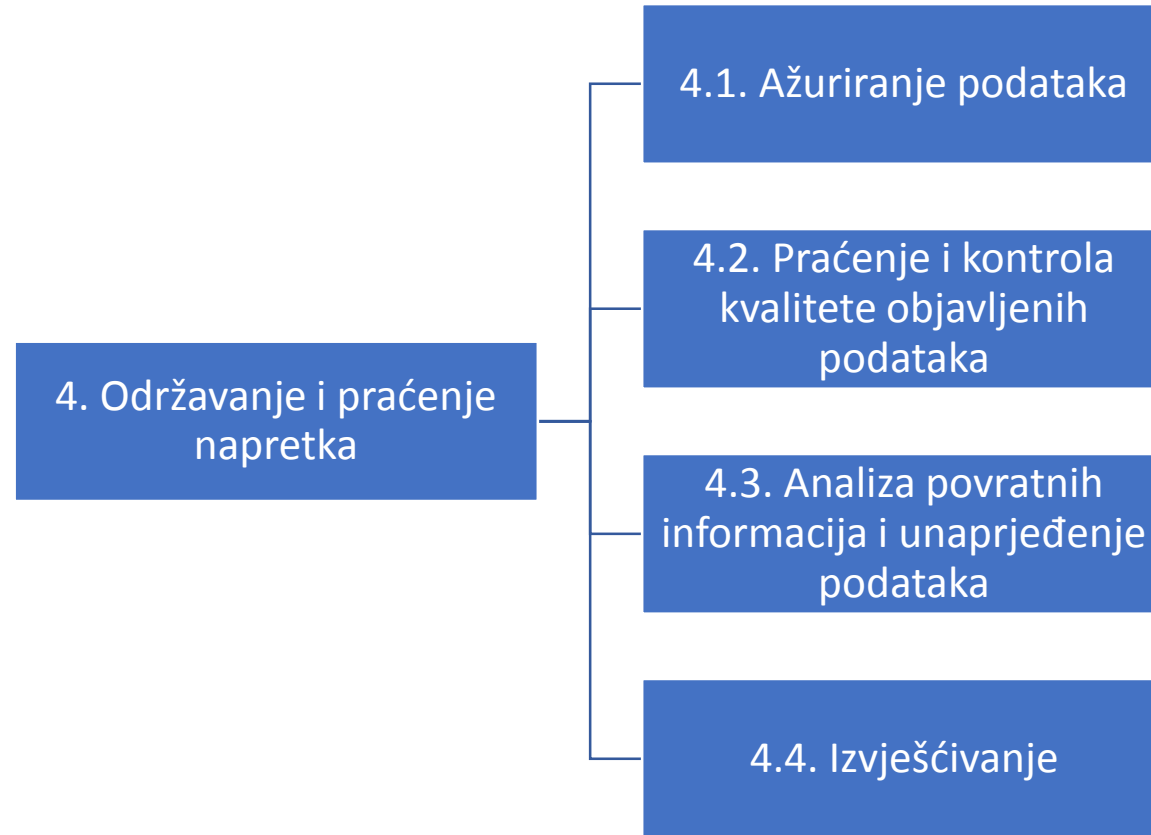 4.1. Ažuriranje podataka
4.2. Praćenje i kontrola
kvalitete objavljenih
podataka
4. Održavanje i praćenje
napretka
4.3. Analiza povratnih
informacija i unaprjeđenje
podataka
4.4. Izvješćivanje